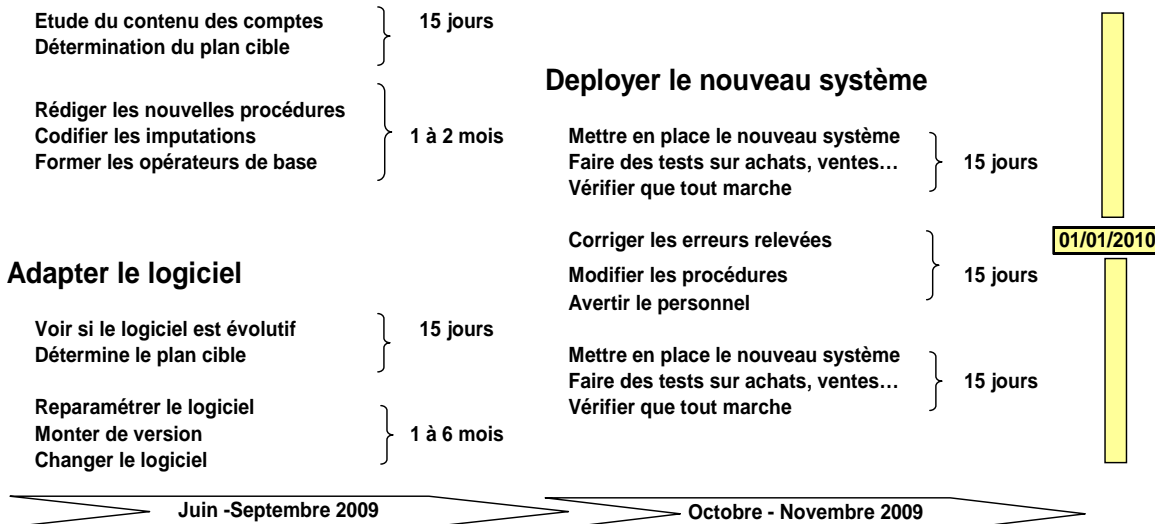 Etude du contenu des comptes
Détermination du plan cible
15 jours
Rédiger les nouvelles procédures
Codifier les imputations
Former les opérateurs de base
1 à 2 mois
Adapter le logiciel
Voir si le logiciel est évolutif
Détermine le plan cible
15 jours
Reparamétrer le logiciel
Monter de version
Changer le logiciel
1 à 6 mois
Juin -Septembre 2009
Deployer le nouveau système
Mettre en place le nouveau système
Faire des tests sur achats, ventes…
Vérifier que tout marche
15 jours
Corriger les erreurs relevées
Modifier les procédures
Avertir le personnel
15 jours
Mettre en place le nouveau système
Faire des tests sur achats, ventes…
Vérifier que tout marche
15 jours
Octobre - Novembre 2009
01/01/2010